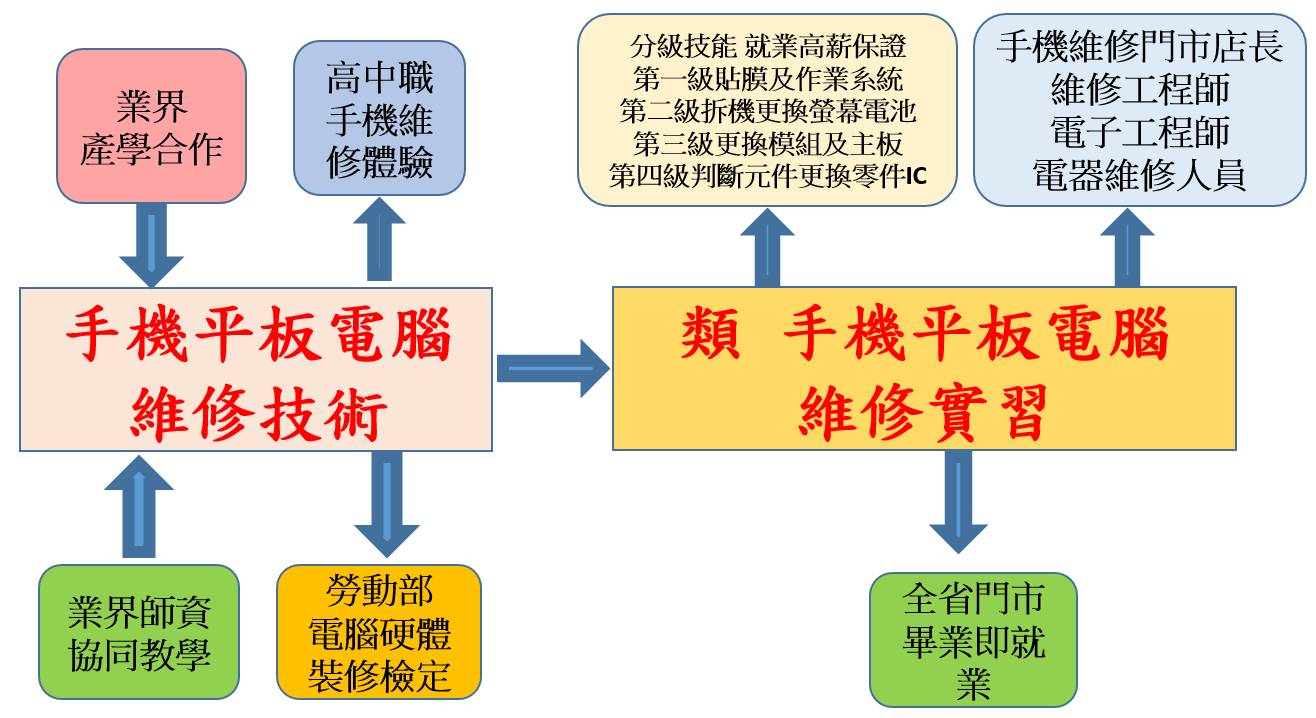 業界
產學合作
高中職
手機維
修體驗
分級技能 就業高薪保證
第一級貼膜及作業系統
第二級拆機更換螢幕電池
第三級更換模組及主板
第四級判斷元件更換零件IC
手機維修門市店長
維修工程師
電子工程師
電器維修人員
手機平板電腦
維修技術
類 手機平板電腦
維修實習
業界師資
協同教學
勞動部
電腦硬體
裝修檢定
全省門市
畢業即就
業